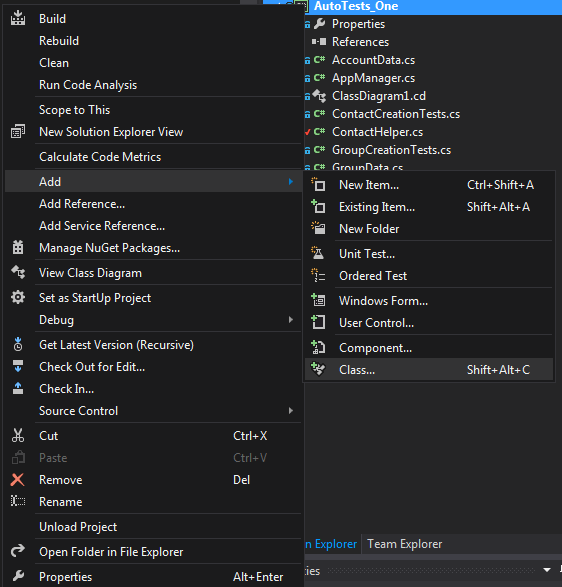 Build
Rebuild
Clean
Run Code Analysis
Scope to This
New Solution Explorer View
Calculate Code Metrics
Add
Add Reference...
Add Service Reference...
Manage NuGet Packages...
View Class Diagram
Set as StartUp Project
Debug
Get Latest Version (Recursive)
Check Out for Edit...
Check In...
Source Control
Cut Ctrl+X
Paste Ctrl+V
Remove Del
Rename
Unload Project
Open Folder in File Explorer
Properties Alt+Enter
AutoTests_One
Properties
References
C# AccountData.cs
C# AppManager.cs
ClassDiagram1.cd
C# ContactCreationTests.cs
C# ContactHelper.cs
C# GroupCreationTests.cs
C# GroupData.cs
New Item... Ctrl+Shift+A
Existing Item... Shift+Alt+A
New Folder
Unit Test...
Ordered Test
Windows Form...
User Control...
Component...
Class... Shift+Alt+C
n Explorer Team Explorer
ies